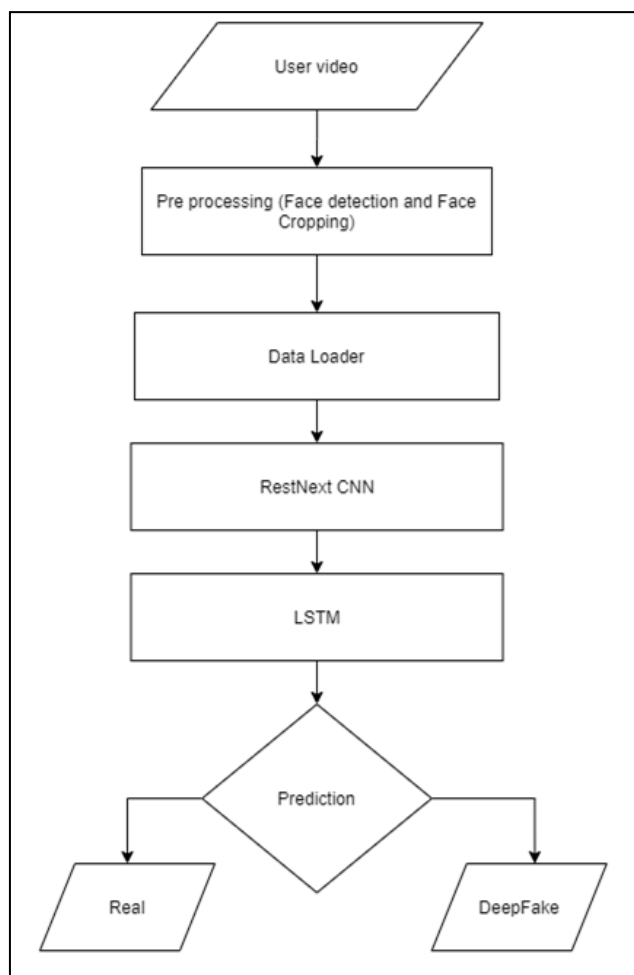 User video
Pre processing (Face detection and Face
Cropping)
Data Loader
RestNext CNN
LSTM
Prediction
Real
DeepFake